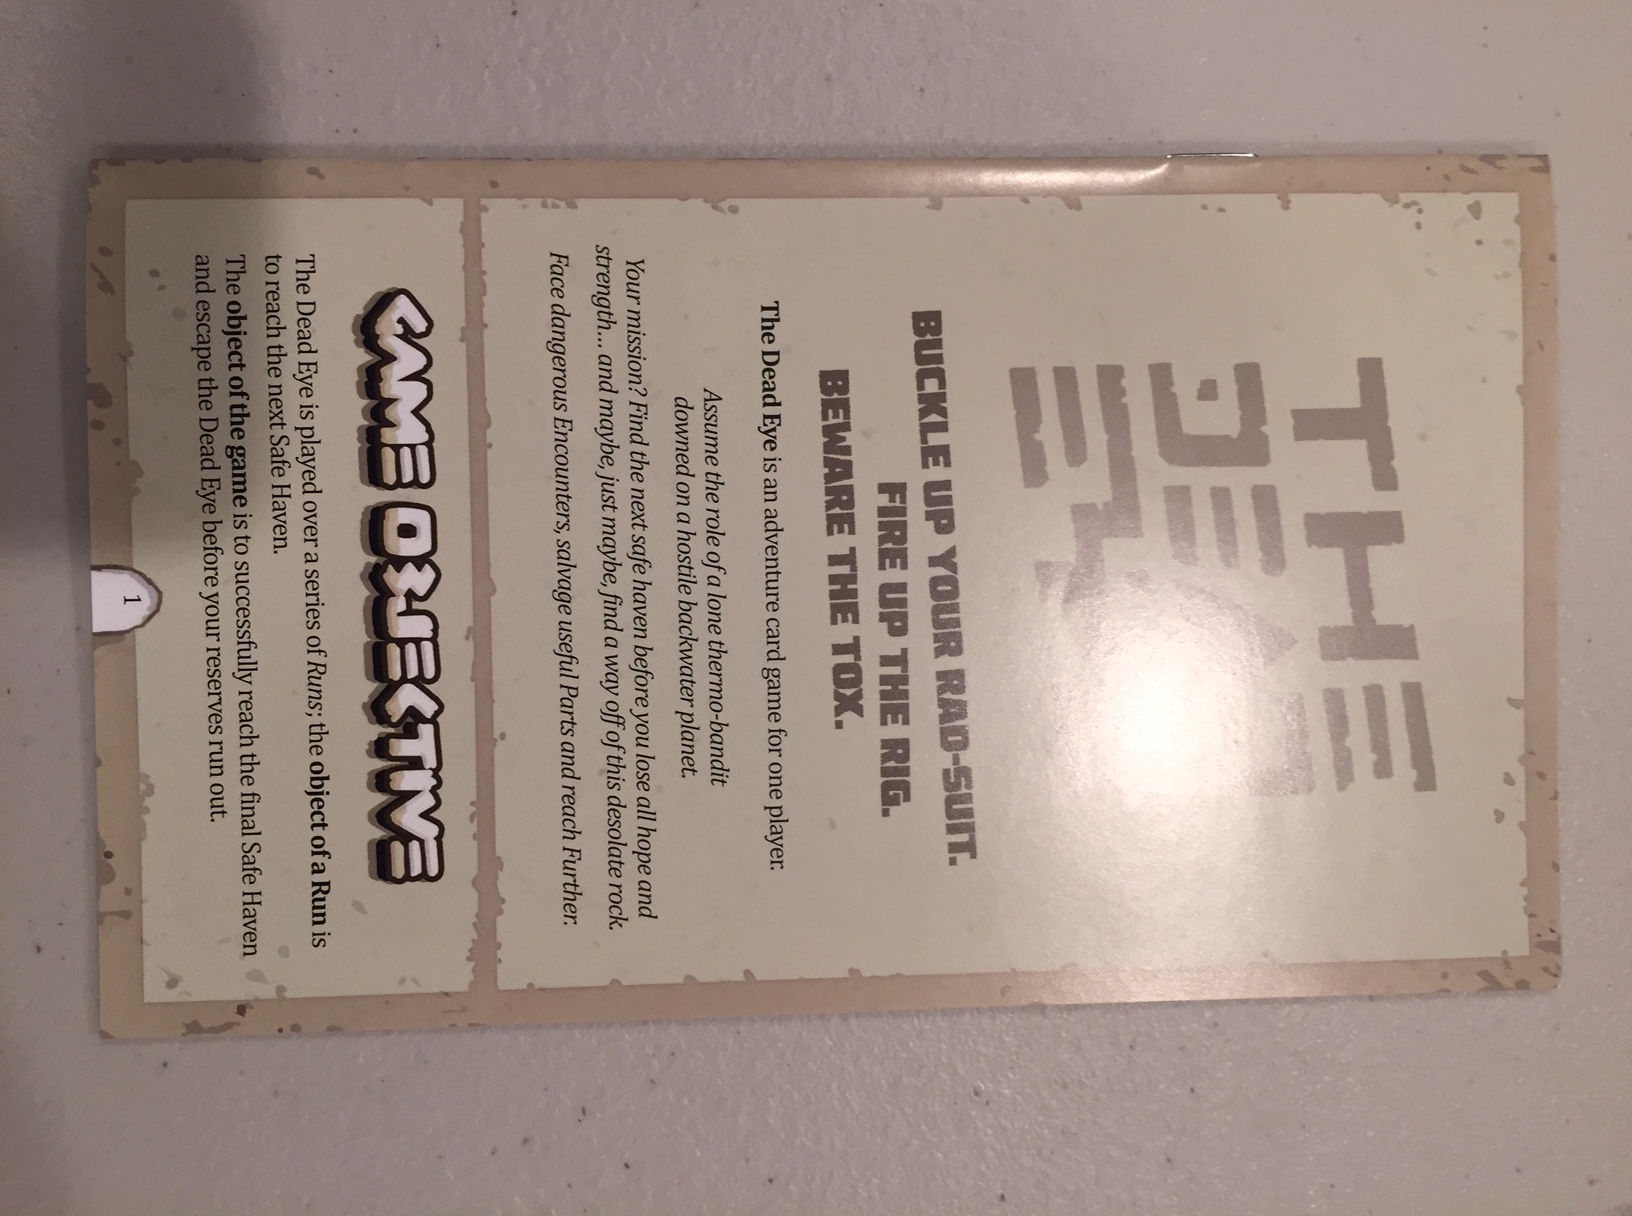 THE
DEAD
EYE
BUCKLE UP YOUR RAD-SUIT.
FIRE UP THE RIG.
BEWARE THE TOX.
The Dead Eye is an adventure card game for one player.
Assume the role of a lone thermo-bandit
downed on a hostile backwater planet.
Your mission? Find the next safe haven before you lose all hope and
strength... and maybe, just maybe, find a way off of this desolate rock.
Face dangerous Encounters, salvage useful Parts and reach Further.
GAME OBJECTIVE
The Dead Eye is played over a series of Runs; the object of a Run is
to reach the next Safe Haven.
The object of the game is to successfully reach the final Safe Haven
and escape the Dead Eye before your reserves run out.
1